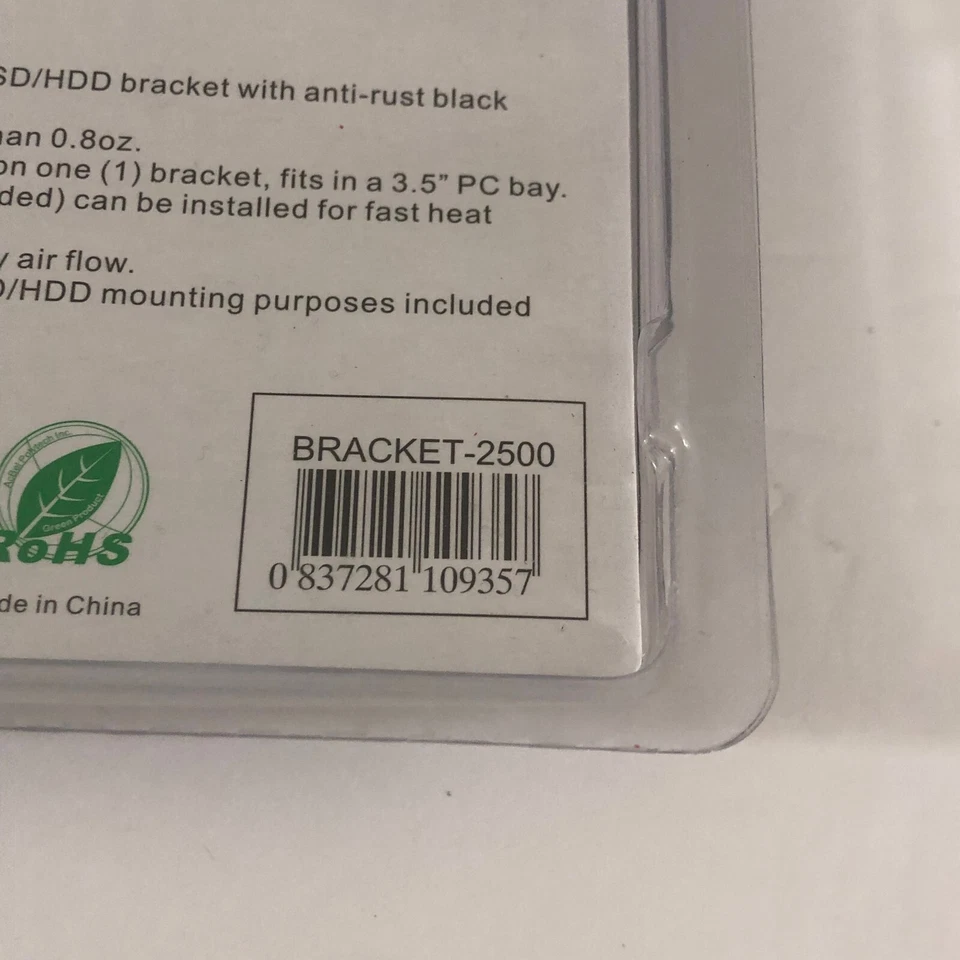 SD/HDD bracket with anti-rust black
an 0.8oz.
on one (1) bracket, fits in a 3.5” PC bay.
ded) can be installed for fast heat
y air flow.
D/HDD mounting purposes included
BRACKET-2500
Green Product
RoHS
0 837281 109357
de in China